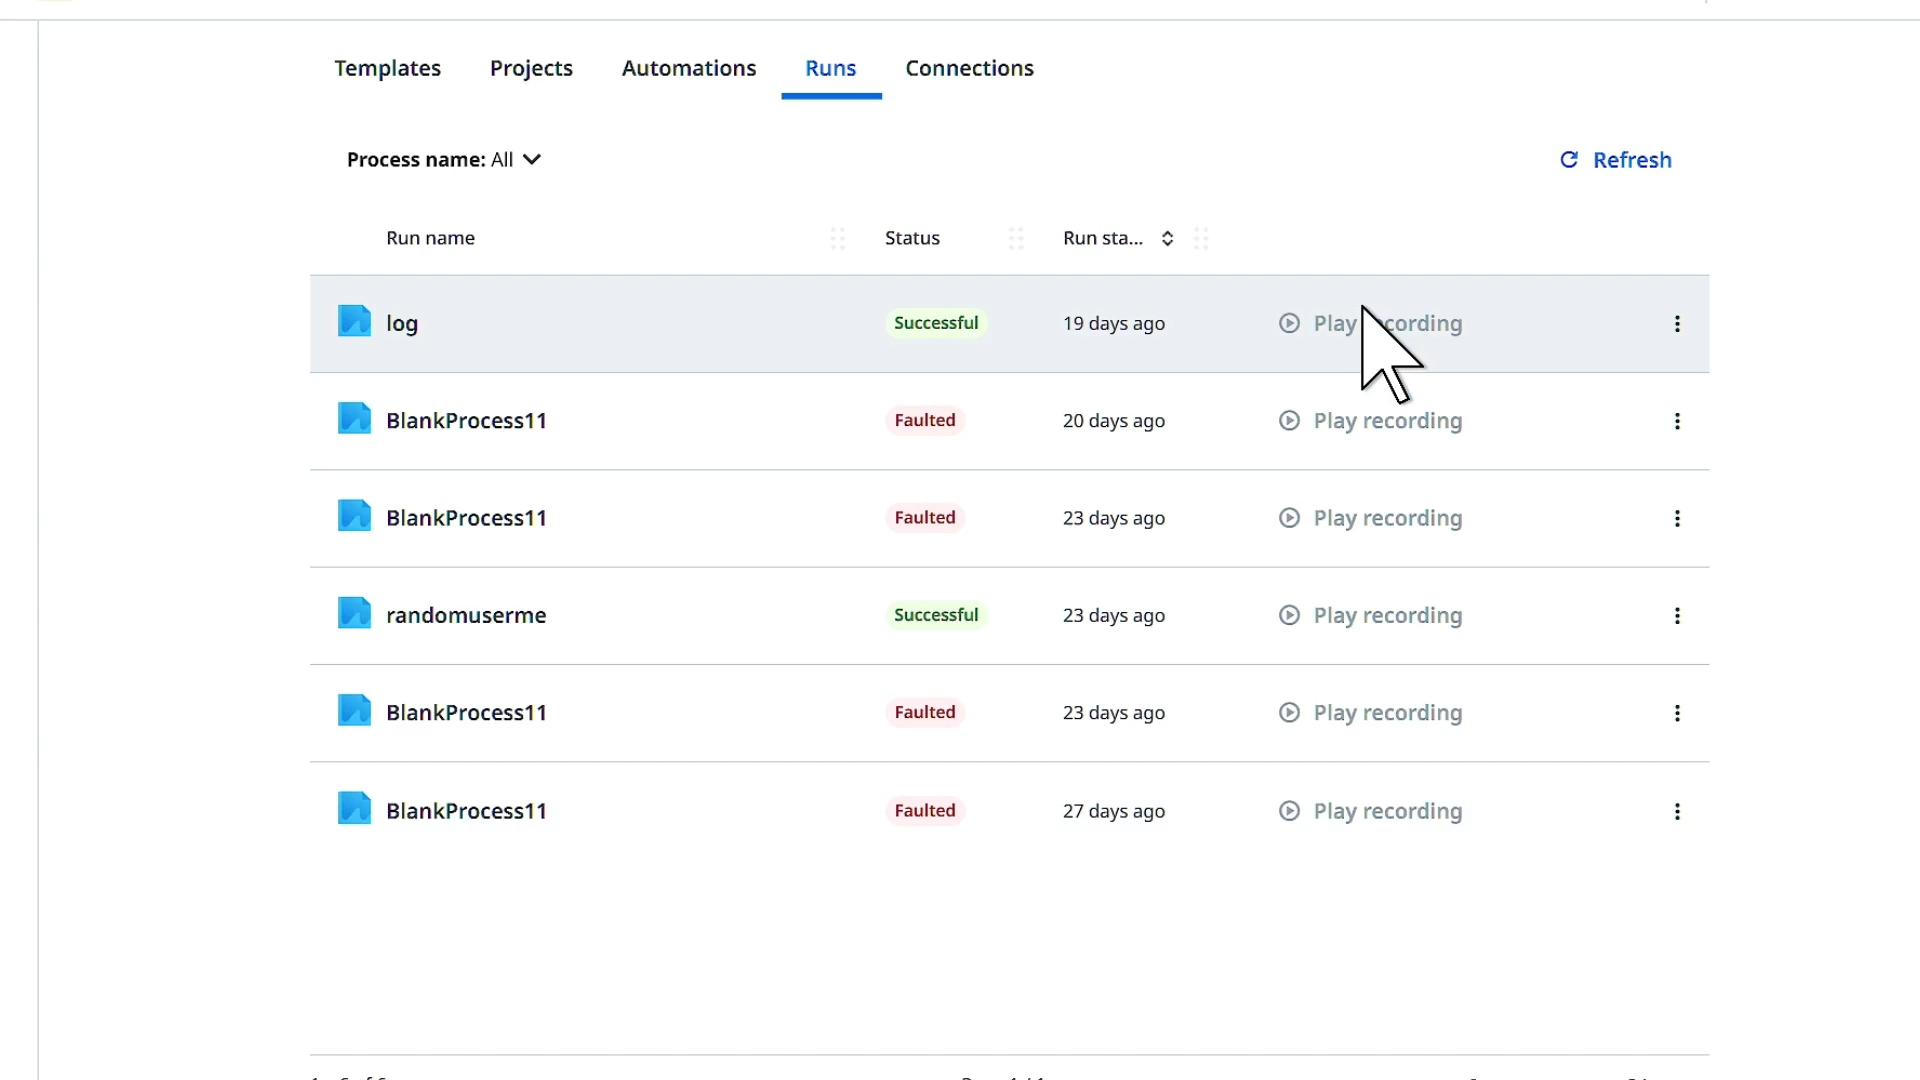 Templates Projects Automations Runs Connections
Process name: All Refresh
Run name Status Run sta...
log Successful 19 days ago Play recording
BlankProcess11 Faulted 20 days ago Play recording
BlankProcess11 Faulted 23 days ago Play recording
randomuserme Successful 23 days ago Play recording
BlankProcess11 Faulted 23 days ago Play recording
BlankProcess11 Faulted 27 days ago Play recording